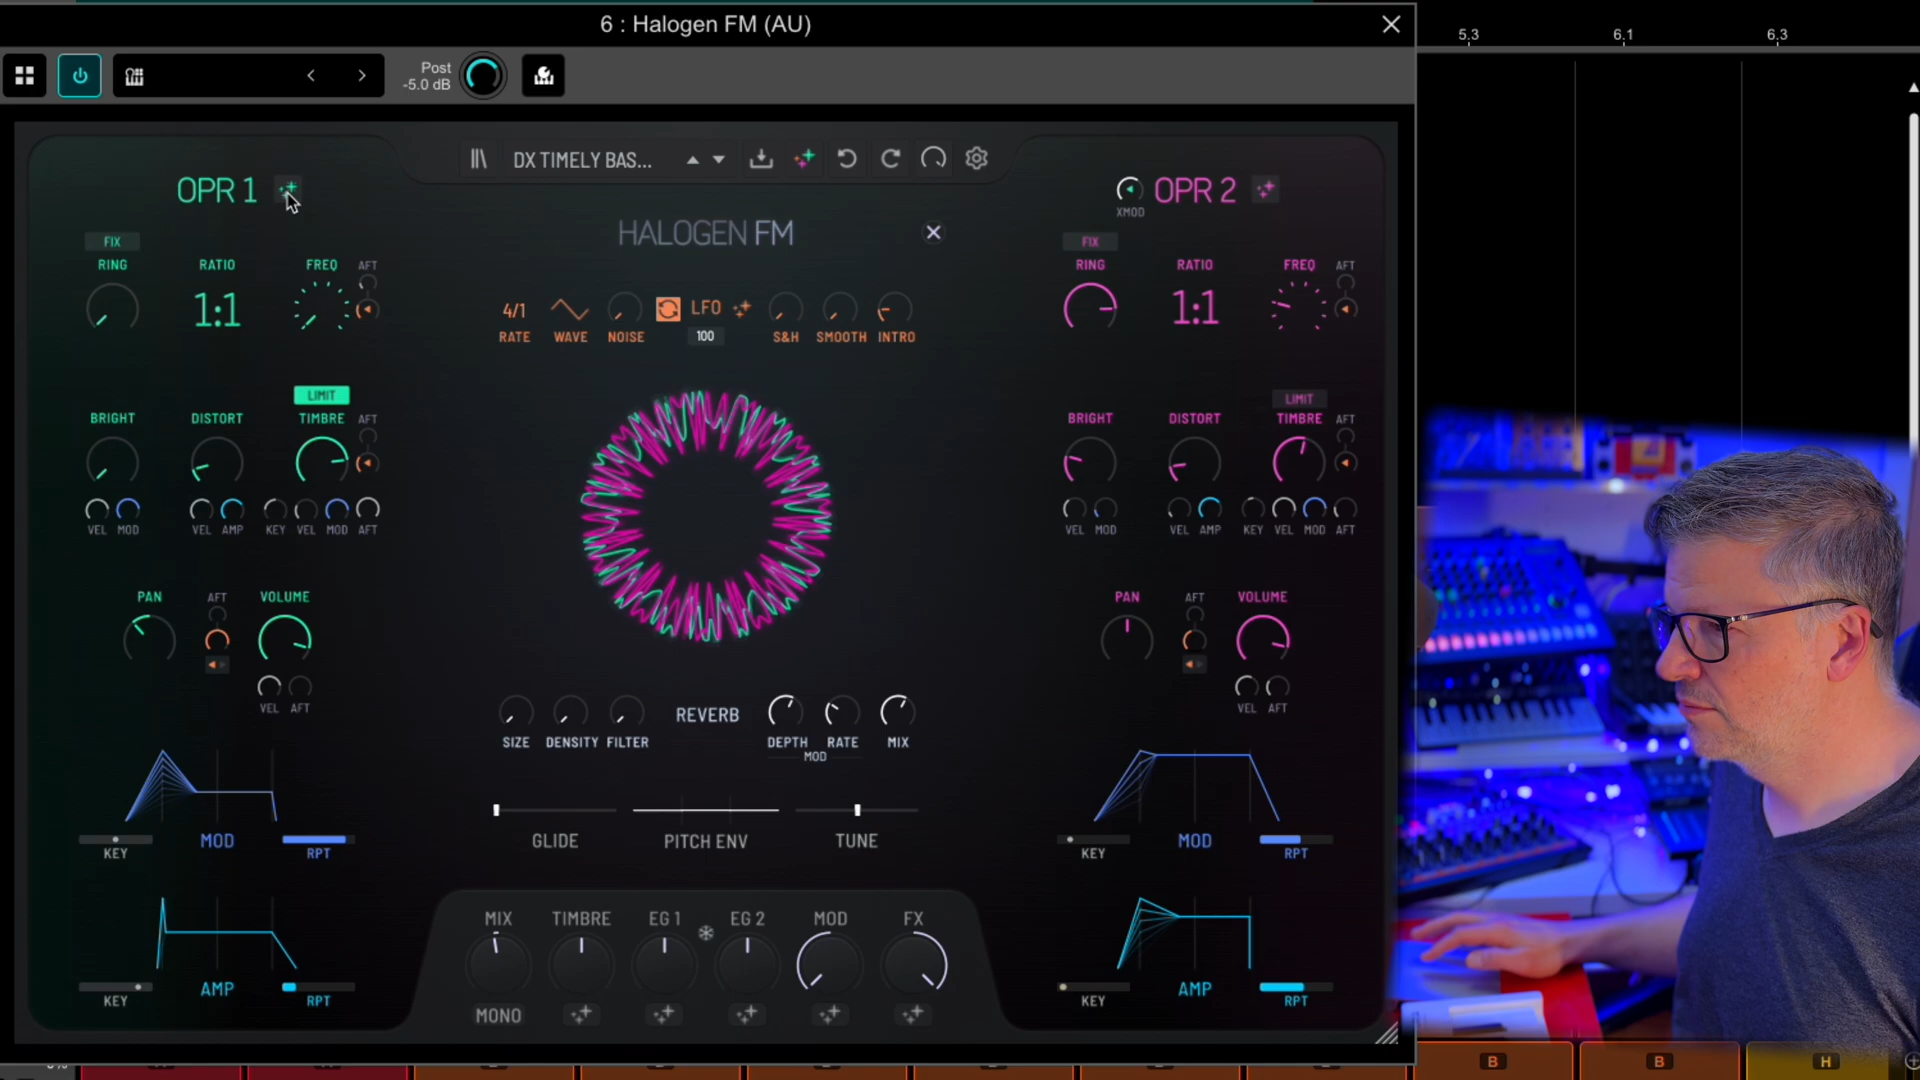 6 : Halogen FM (AU)
5.3 6.1 6.3
Post
-5.0 dB
DX TIMELY BAS...
OPR 1
XMOD
OPR 2
HALOGEN FM
FIX
RING RATIO FREQ AFT
1:1
4/1 LFO
RATE WAVE NOISE 100 S&H SMOOTH INTRO
FIX
RING RATIO FREQ AFT
1:1
LIMIT
BRIGHT DISTORT TIMBRE AFT
VEL MOD VEL AMP KEY VEL MOD AFT
LIMIT
BRIGHT DISTORT TIMBRE AFT
VEL MOD VEL AMP KEY VEL MOD AFT
PAN AFT VOLUME
VEL AFT
PAN AFT VOLUME
VEL AFT
REVERB
SIZE DENSITY FILTER DEPTH RATE MIX
MOD
GLIDE PITCH ENV TUNE
KEY MOD RPT
KEY MOD RPT
KEY AMP RPT
KEY AMP RPT
MIX TIMBRE EG 1 EG 2 MOD FX
MONO
B B H